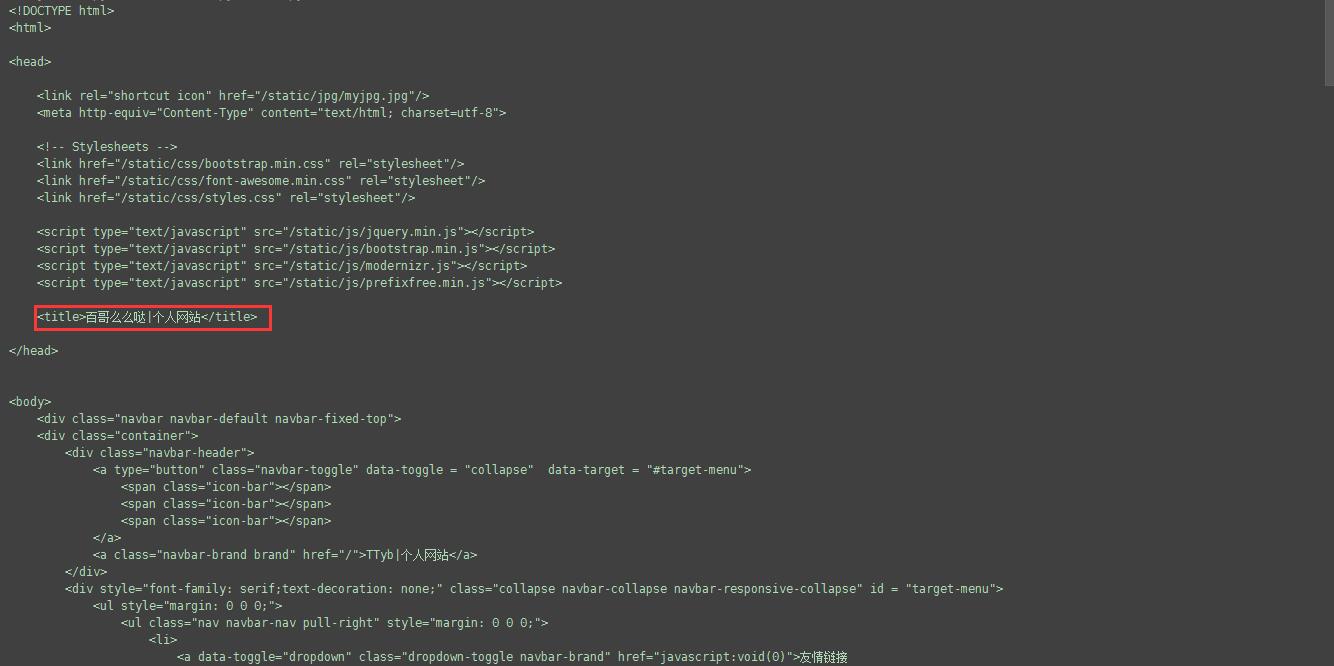 <!DOCTYPE html>
<html>
<head>
<link rel="shortcut icon" href="/static/jpg/myjpg.jpg"/>
<meta http-equiv="Content-Type" content="text/html; charset=utf-8">
<!-- Stylesheets -->
<link href="/static/css/bootstrap.min.css" rel="stylesheet"/>
<link href="/static/css/font-awesome.min.css" rel="stylesheet"/>
<link href="/static/css/styles.css" rel="stylesheet"/>
<script type="text/javascript" src="/static/js/jquery.min.js"></script>
<script type="text/javascript" src="/static/js/bootstrap.min.js"></script>
<script type="text/javascript" src="/static/js/modernizr.js"></script>
<script type="text/javascript" src="/static/js/prefixfree.min.js"></script>
<title>百哥么么哒|个人网站</title>
</head>
<body>
<div class="navbar navbar-default navbar-fixed-top">
<div class="container">
<div class="navbar-header">
<a type="button" class="navbar-toggle" data-toggle = "collapse"  data-target = "#target-menu">
<span class="icon-bar"></span>
<span class="icon-bar"></span>
<span class="icon-bar"></span>
</a>
<a class="navbar-brand brand" href="/">TTyb|个人网站</a>
</div>
<div style="font-family: serif;text-decoration: none;" class="collapse navbar-collapse navbar-responsive-collapse" id = "target-menu">
<ul style="margin: 0 0 0;">
<ul class="nav navbar-nav pull-right" style="margin: 0 0 0;">
<li>
<a data-toggle="dropdown" class="dropdown-toggle navbar-brand" href="javascript:void(0)">友情链接